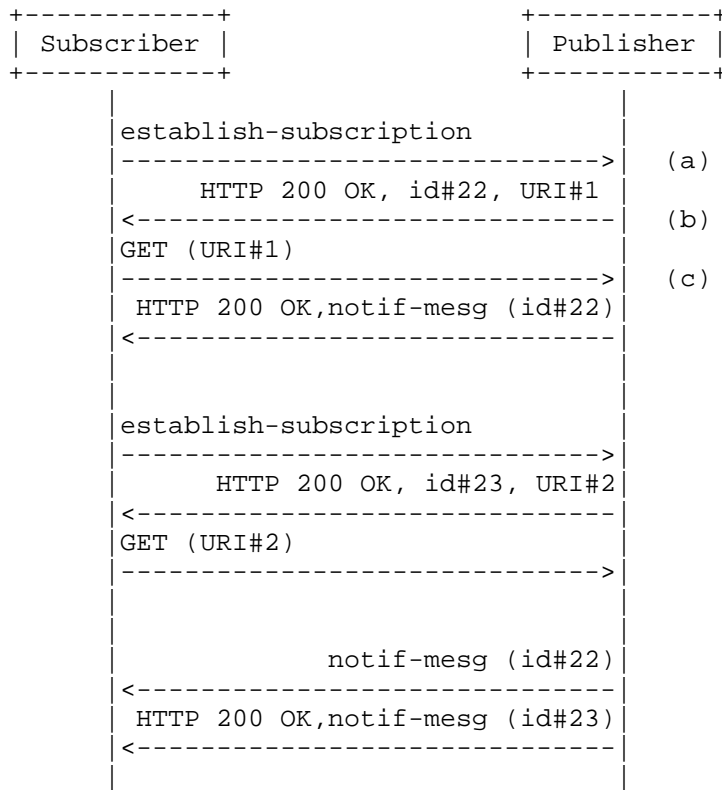 Subscriber Publisher
establish-subscription
(a)
HTTP 200 OK, id#22, URI#1
(b)
GET (URI#1)
(c)
HTTP 200 OK,notif-mesg (id#22)
establish-subscription
HTTP 200 OK, id#23, URI#2
GET (URI#2)
notif-mesg (id#22)
HTTP 200 OK,notif-mesg (id#23)